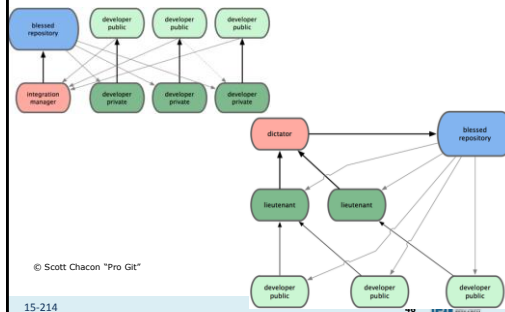 blessed
repository
developer
public
developer
public
developer
public
integration
manager
developer
private
developer
private
developer
private
dictator
blessed
repository
lieutenant
lieutenant
© Scott Chacon "Pro Git"
developer
public
developer
public
developer
public
15-214